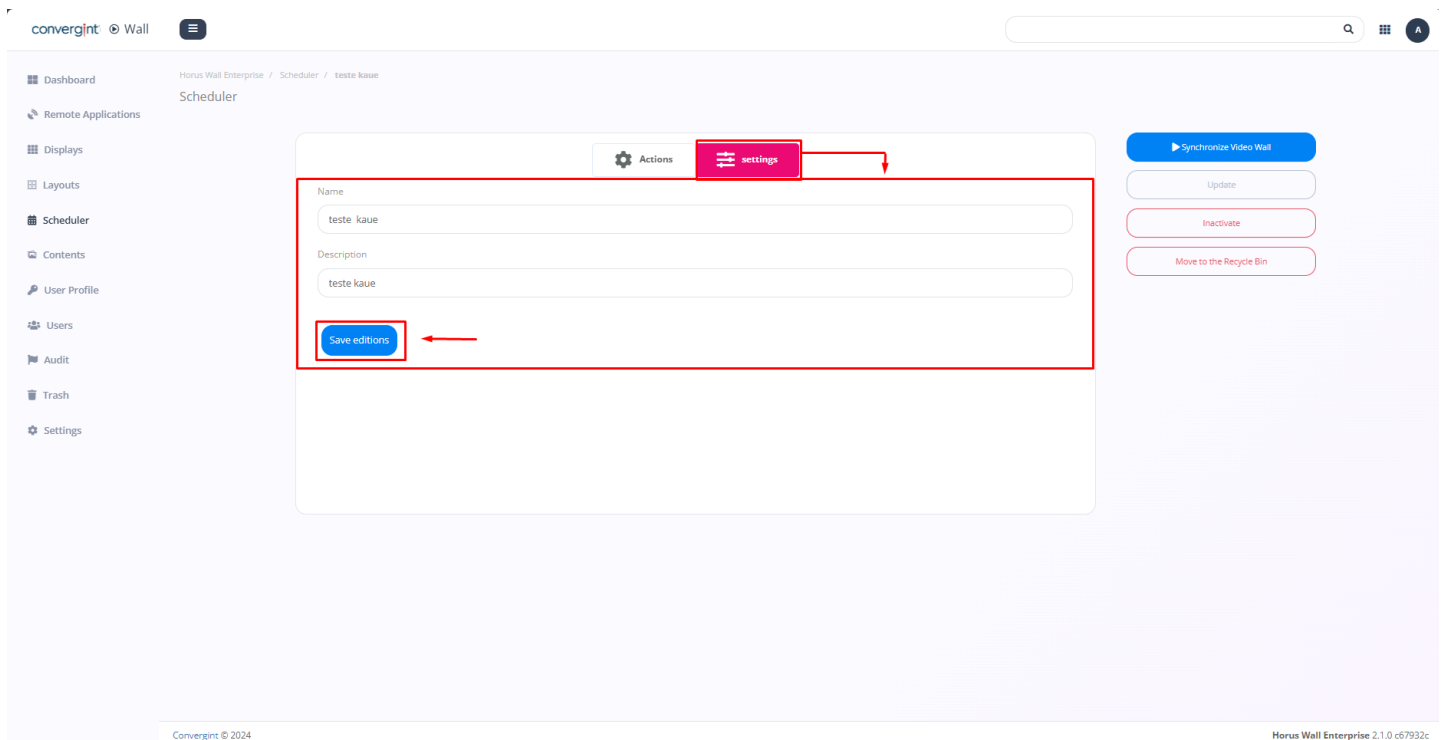 convergint Wall
A
Dashboard
Remote Applications
Displays
Layouts
Scheduler
Contents
User Profile
Users
Audit
Trash
Settings
Horus Wall Enterprise / Scheduler / teste kaue
Scheduler
Actions
settings
Name
teste kaue
Description
teste kaue
Save editions
Synchronize Video Wall
Update
Inactivate
Move to the Recycle Bin
Convergint © 2024
Horus Wall Enterprise 2.1.0 c67932c